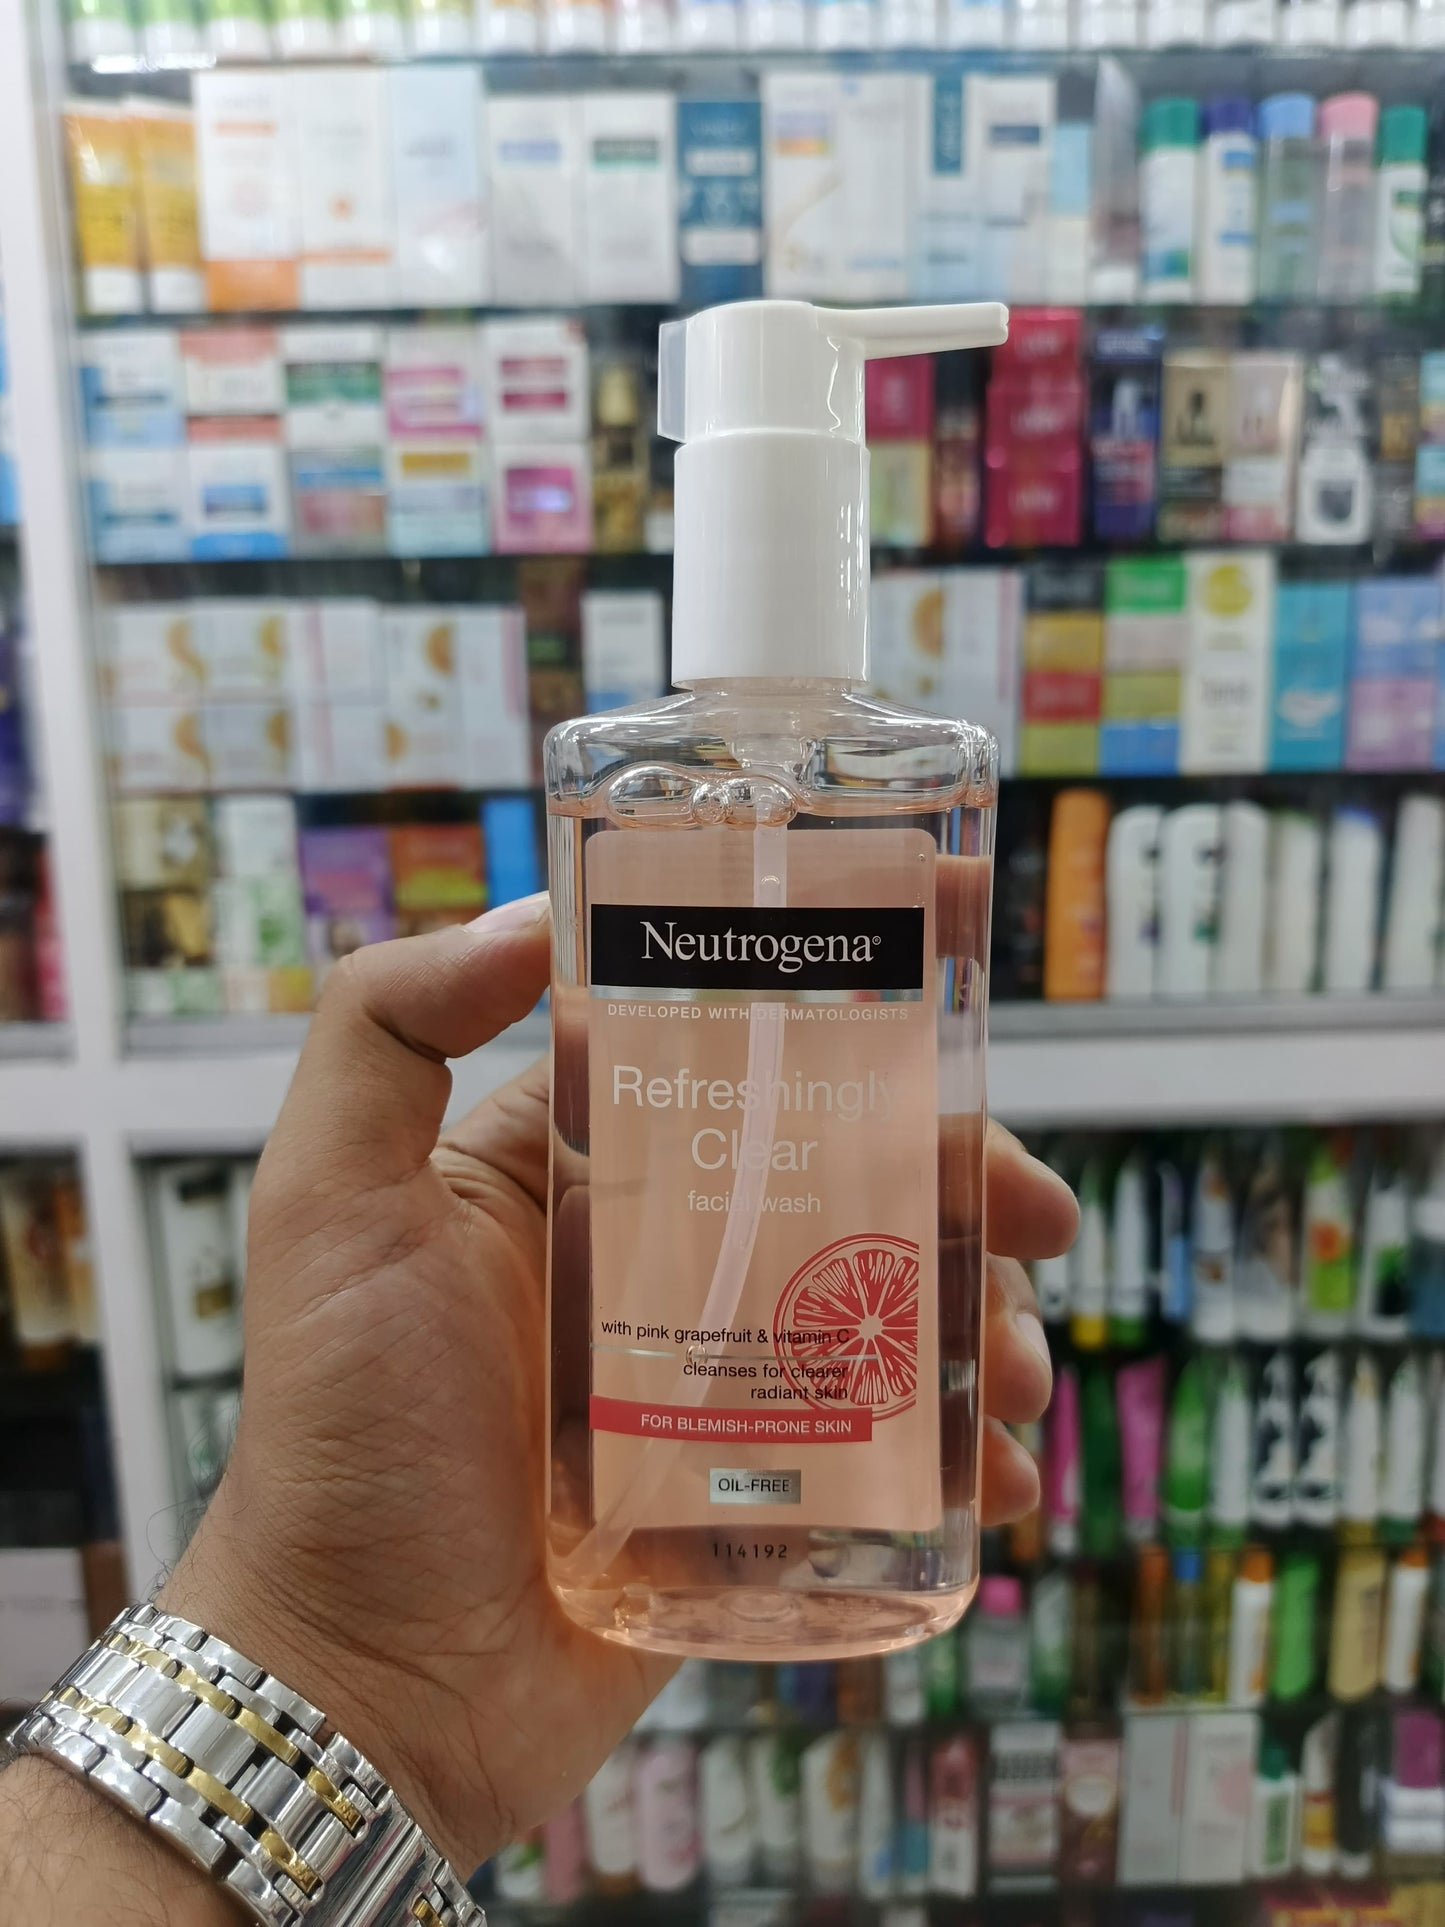 Neutrogena®
DEVELOPED WITH DERMATOLOGISTS
Refreshingly
Clear
facial wash
with pink grapefruit & vitamin C
cleanses for clearer
radiant skin
FOR BLEMISH-PRONE SKIN
OIL-FREE
114192